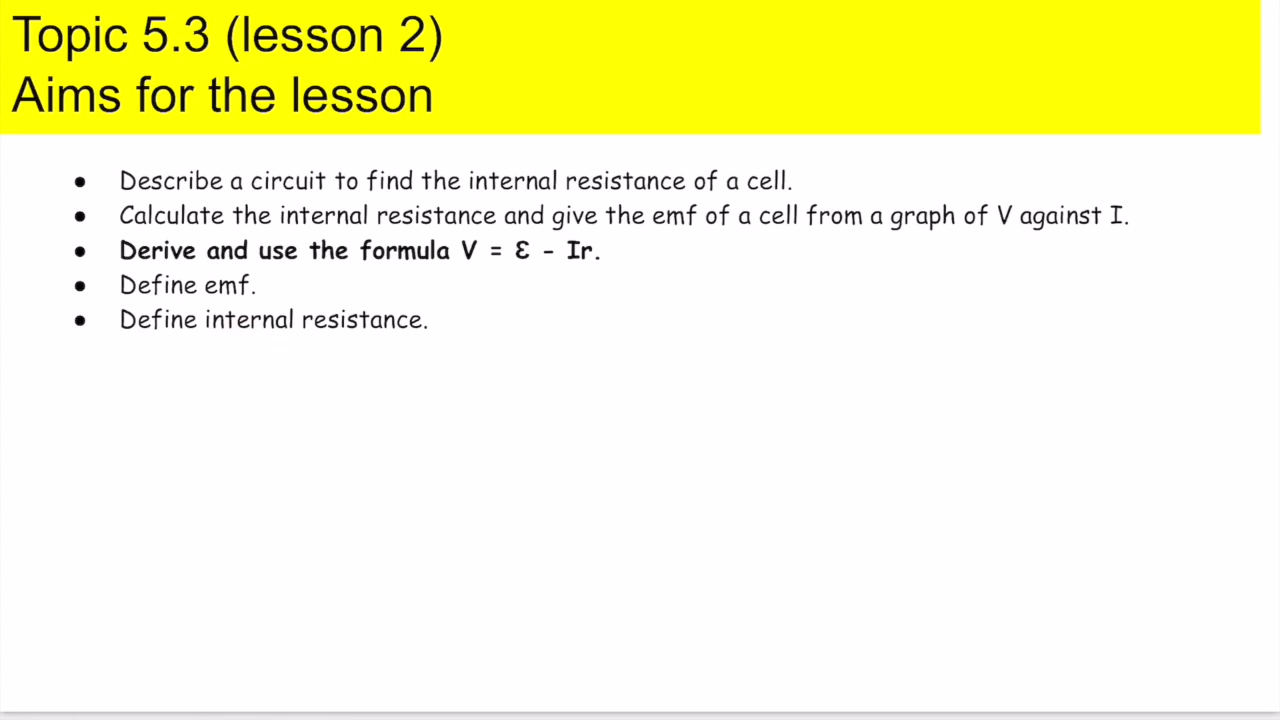 Topic 5.3 (lesson 2)
Aims for the lesson
• Describe a circuit to find the internal resistance of a cell.
• Calculate the internal resistance and give the emf of a cell from a graph of V against I.
• Derive and use the formula V = Ɛ - Ir.
• Define emf.
• Define internal resistance.